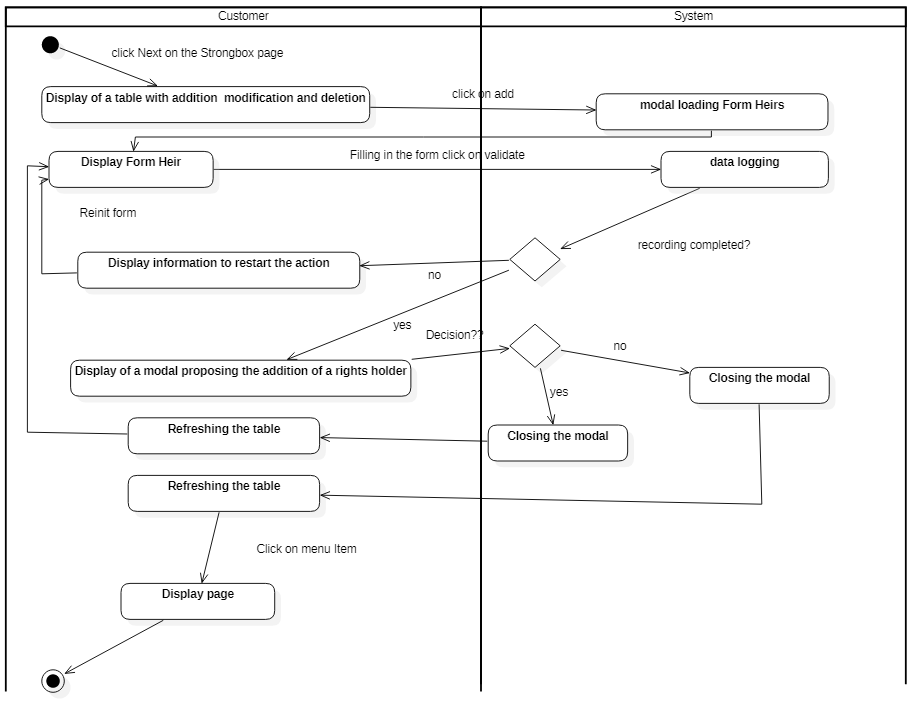 Customer
System
click Next on the Strongbox page
Display of a table with addition  modification and deletion
click on add
modal loading Form Heirs
Display Form Heir
Filling in the form click on validate
data logging
Reinit form
recording completed?
Display information to restart the action
no
yes
Decision??
no
Display of a modal proposing the addition of a rights holder
Closing the modal
yes
Refreshing the table
Closing the modal
Refreshing the table
Click on menu Item
Display page